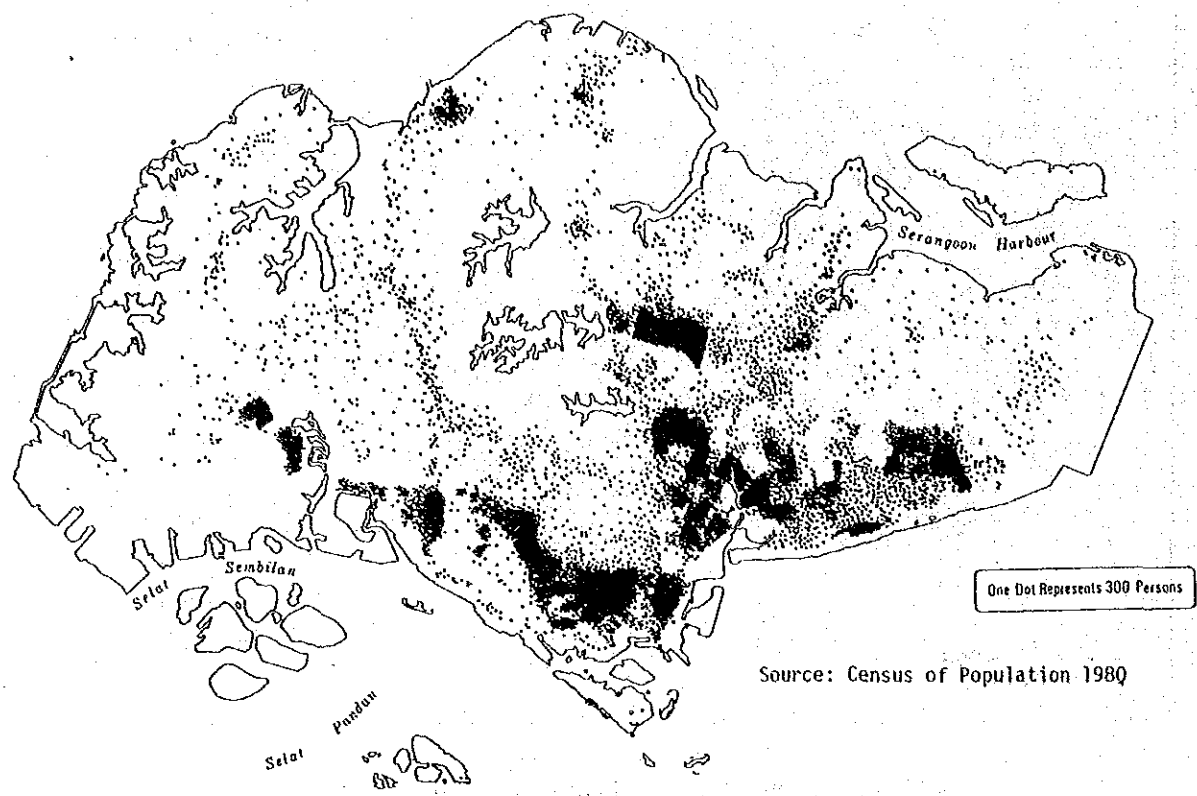 Serangoon Harbour
One Dot Represents 300 Persons
Selat Sembilan
Source: Census of Population 1980
Selat Pandan